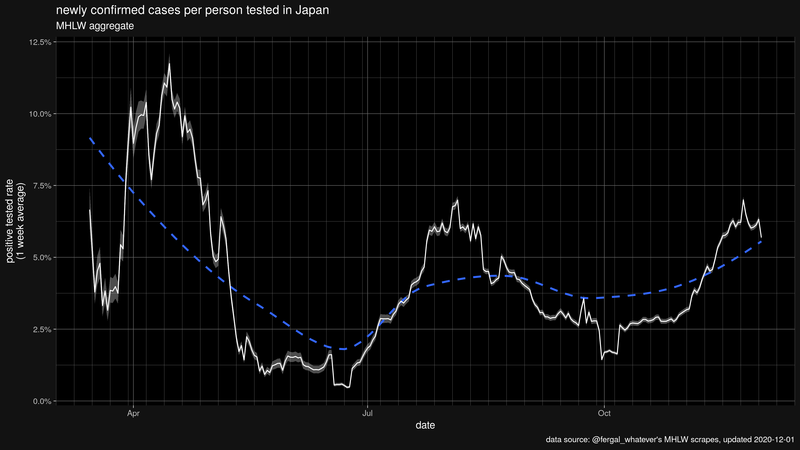 newly confirmed cases per person tested in Japan
MHLW aggregate
12.5%
10.0%
7.5%
5.0%
2.5%
0.0%
positive tested rate
(1 week average)
Apr
Jul
Oct
date
data source: @fergal_whatever's MHLW scrapes, updated 2020-12-01